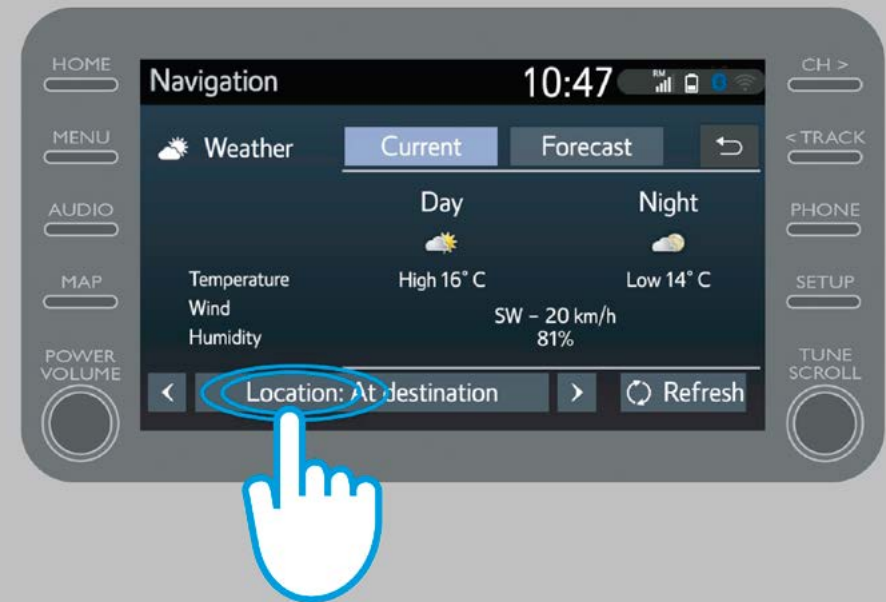 HOME
MENU
AUDIO
MAP
POWER
VOLUME
Navigation 10:47 RM
Weather Current Forecast
Day Night
Temperature High 16° C Low 14° C
Wind SW – 20 km/h
Humidity 81%
< Location: At destination > Refresh
CH >
< TRACK
PHONE
SETUP
TUNE
SCROLL